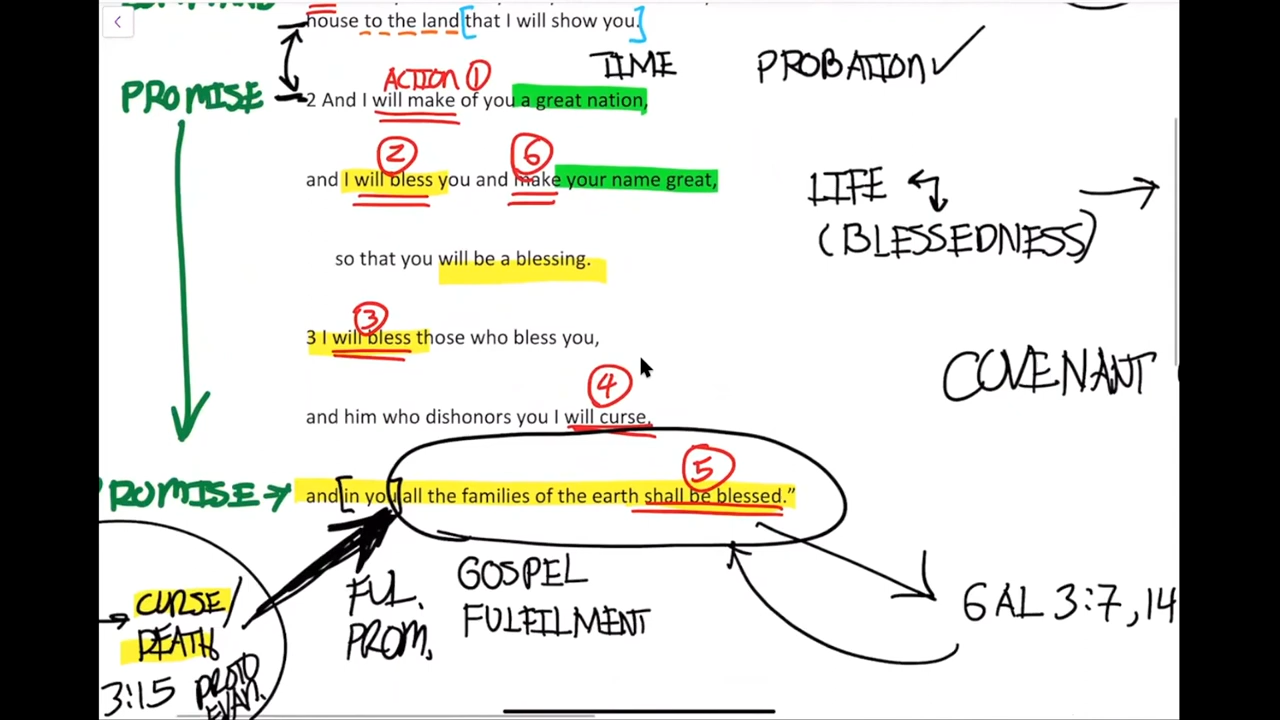 house to the land [that I will show you.]
TIME
PROBATION
ACTION 1
PROMISE
2 And I will make of you a great nation,
2
6
and I will bless you and make your name great,
LIFE
(BLESSEDNESS)
so that you will be a blessing.
3
3 I will bless those who bless you,
4
COVENANT
and him who dishonors you I will curse,
5
ROMISE
and [in you] all the families of the earth shall be blessed.”
GOSPEL
FULFILMENT
FUL.
PROM.
GAL 3:7, 14
CURSE/
DEATH
3:15 PROTO
EVAN.